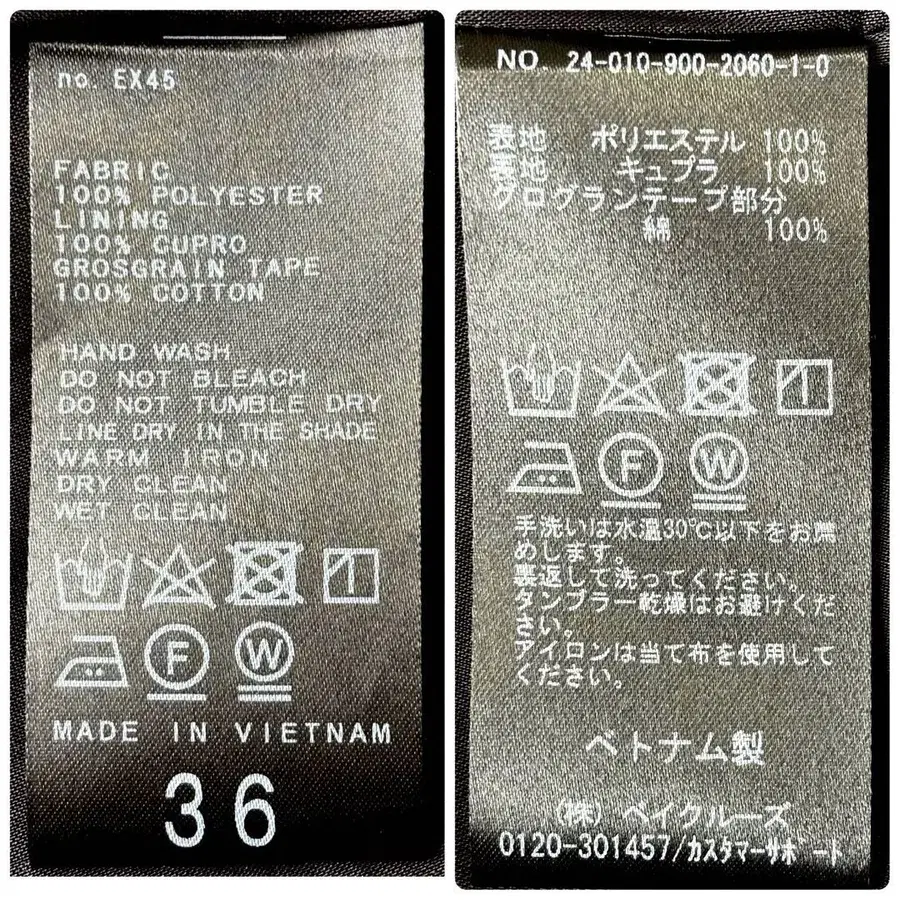 no. EX45
FABRIC
100% POLYESTER
LINING
100% CUPRO
GROSGRAIN TAPE
100% COTTON
HAND WASH
DO NOT BLEACH
DO NOT TUMBLE DRY
LINE DRY IN THE SHADE
WARM IRON
DRY CLEAN
WET CLEAN
F W
MADE IN VIETNAM
36
NO. 24-010-900-2060-1-0
表地 ポリエステル 100%
裏地 キュプラ 100%
グログランテープ部分
綿 100%
F W
手洗いは水温30℃以下をお薦
めします。
裏返して洗ってください。
タンブラー乾燥はお避けくだ
さい。
アイロンは当て布を使用して
ください。
ベトナム製
(株) ベイクルーズ
0120-301457/カスタマーサポート